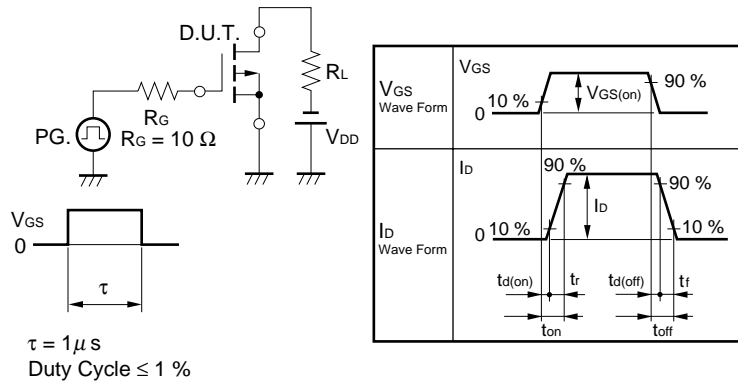 D.U.T.
RL
RG
PG.
RG = 10 Ω
VDD
VGS
0
τ
τ = 1μ s
Duty Cycle ≤ 1 %
VGS
Wave Form
VGS
10 %
0
VGS(on)
90 %
ID
Wave Form
ID
90 %
90 %
0 10 %
ID
10 %
td(on)
tr
td(off)
tf
ton
toff